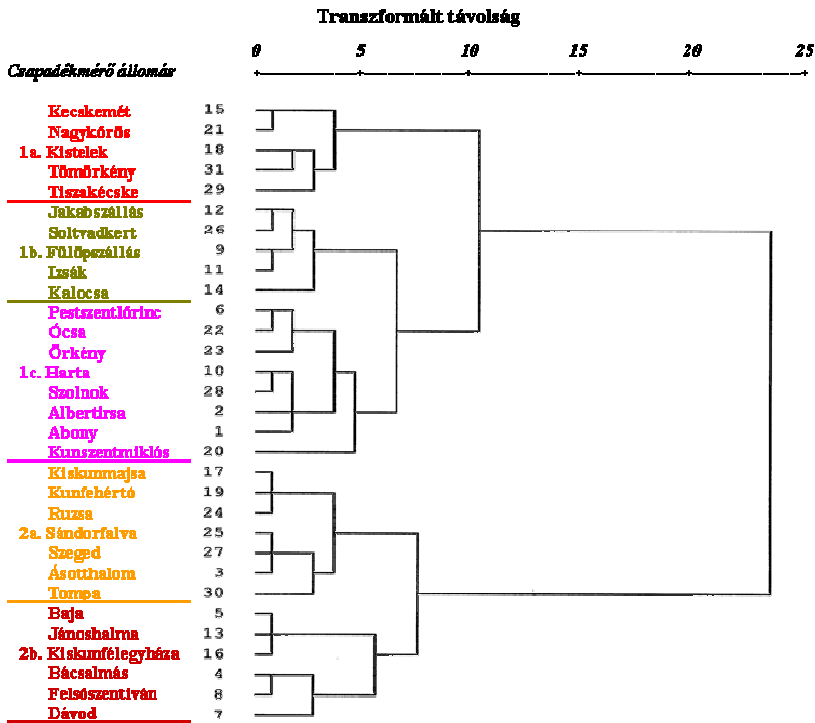 Transzformált távolság
0 5 10 15 20 25
Csapadékmérő állomás
Kecskemét 15
Nagykőrös 21
1a. Kistelek 18
Tömörkény 31
Tiszakécske 29
Jakabszállás 12
Soltvadkert 26
1b. Fülöpszállás 9
Izsák 11
Kalocsa 14
Pestszentlőrinc 6
Ócsa 22
Örkény 23
1c. Harta 10
Szolnok 28
Albertirsa 2
Abony 1
Kunszentmiklós 20
Kiskunmajsa 17
Kunfehértó 19
Ruzsa 24
2a. Sándorfalva 25
Szeged 27
Ásotthalom 3
Tompa 30
Baja 5
Jánoshalma 13
2b. Kiskunfélegyháza 16
Bácsalmás 4
Felsőszentiván 8
Dávod 7